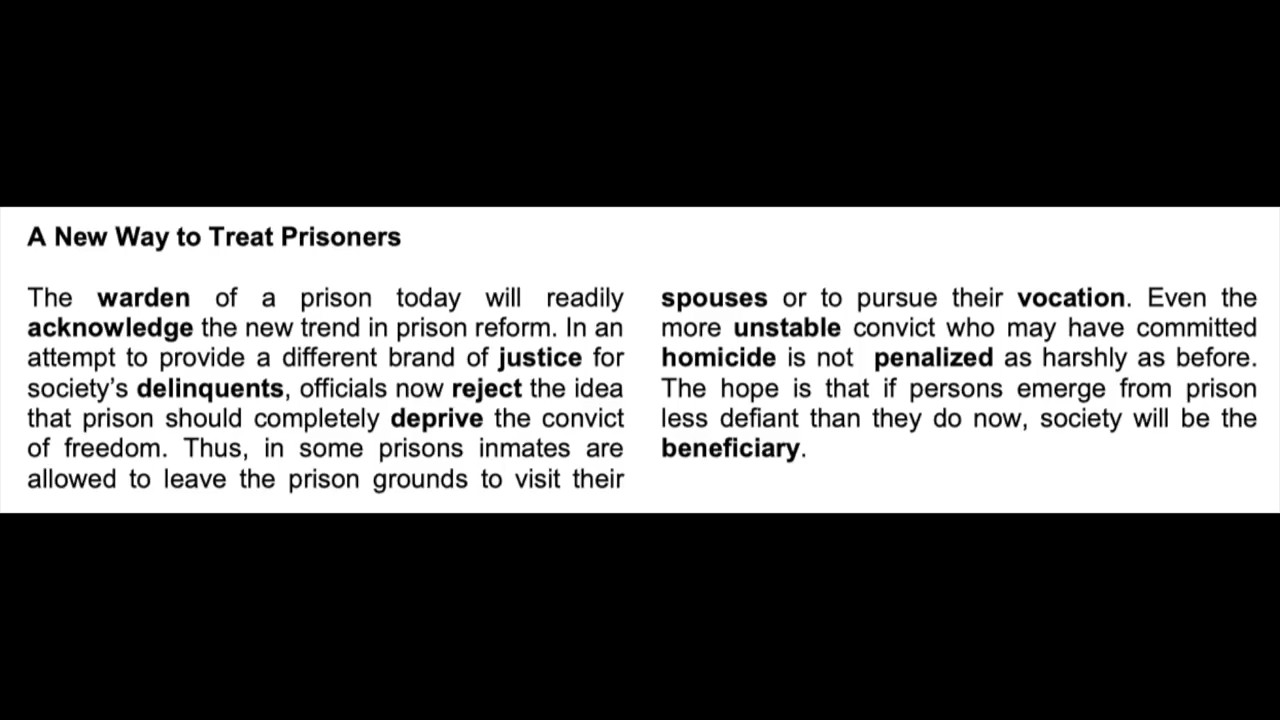 A New Way to Treat Prisoners
The warden of a prison today will readily
acknowledge the new trend in prison reform. In an
attempt to provide a different brand of justice for
society's delinquents, officials now reject the idea
that prison should completely deprive the convict
of freedom. Thus, in some prisons inmates are
allowed to leave the prison grounds to visit their
spouses or to pursue their vocation. Even the
more unstable convict who may have committed
homicide is not penalized as harshly as before.
The hope is that if persons emerge from prison
less defiant than they do now, society will be the
beneficiary.